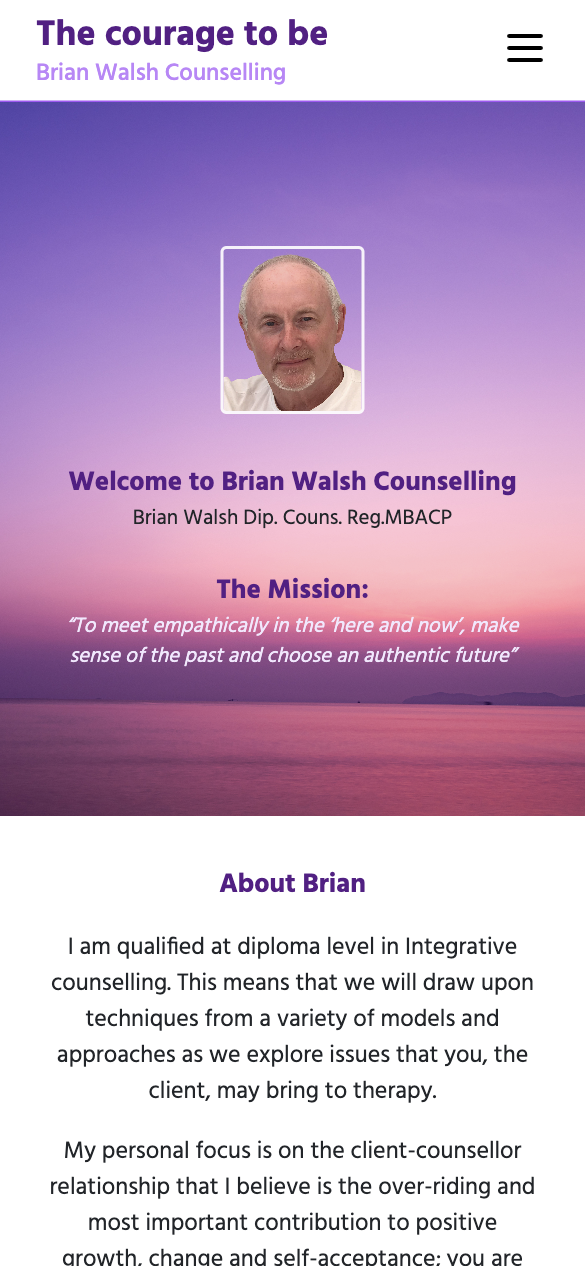 The courage to be
Brian Walsh Counselling
Welcome to Brian Walsh Counselling
Brian Walsh Dip. Couns. Reg.MBACP
The Mission:
“To meet empathically in the ‘here and now’, make
sense of the past and choose an authentic future”
About Brian
I am qualified at diploma level in Integrative
counselling. This means that we will draw upon
techniques from a variety of models and
approaches as we explore issues that you, the
client, may bring to therapy.
My personal focus is on the client-counsellor
relationship that I believe is the over-riding and
most important contribution to positive
growth, change and self-acceptance; you are